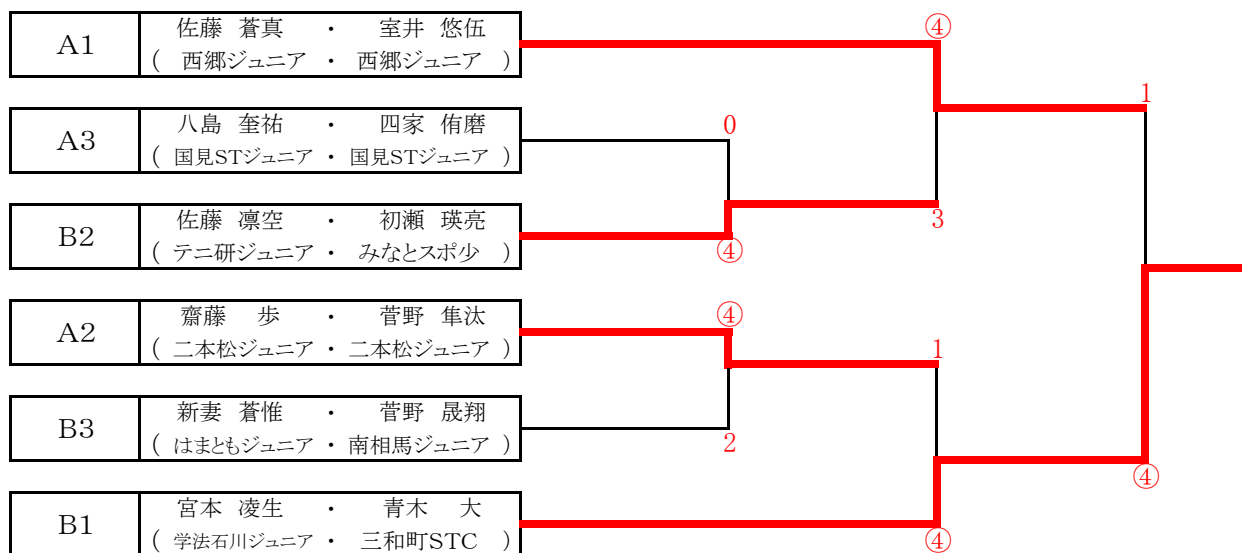 A1
佐藤 蒼真 ・ 室井 悠伍
( 西郷ジュニア ・ 西郷ジュニア )
④
1
A3
八島 奎祐 ・ 四家 侑磨
( 国見STジュニア ・ 国見STジュニア )
0
B2
佐藤 凛空 ・ 初瀬 瑛亮
( テニ研ジュニア ・ みなとスポ少 )
④
3
A2
齋藤 歩 ・ 菅野 隼汰
( 二本松ジュニア ・ 二本松ジュニア )
④
1
B3
新妻 蒼惟 ・ 菅野 晟翔
( はまともジュニア ・ 南相馬ジュニア )
2
④
B1
宮本 凌生 ・ 青木 大
( 学法石川ジュニア ・ 三和町STC )
④